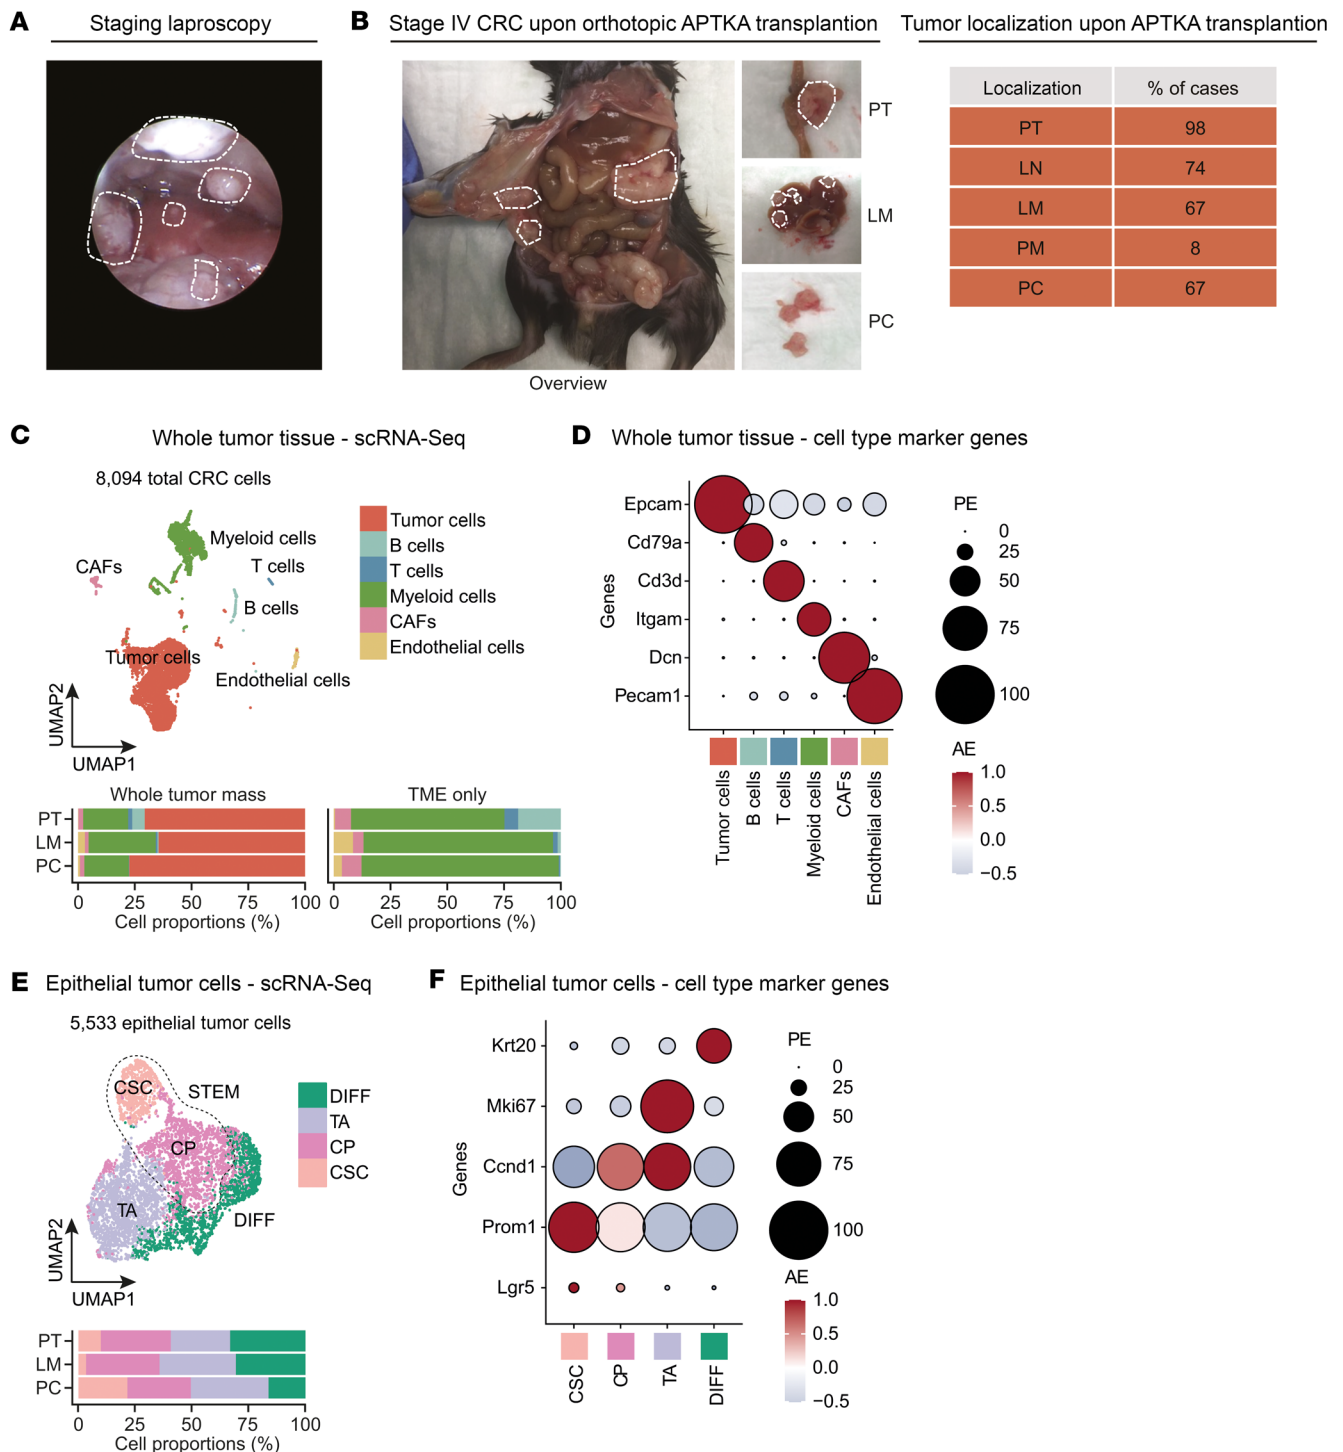 A Staging laproscopy
B Stage IV CRC upon orthotopic APTKA transplantion
Tumor localization upon APTKA transplantion
PT
LM
PC
Overview
Localization % of cases
PT 98
LN 74
LM 67
PM 8
PC 67
C Whole tumor tissue - scRNA-Seq
8,094 total CRC cells
Myeloid cells
CAFs
T cells
B cells
Tumor cells
Endothelial cells
UMAP2
UMAP1
Tumor cells
B cells
T cells
Myeloid cells
CAFs
Endothelial cells
Whole tumor mass
TME only
PT
LM
PC
0 25 50 75 100
Cell proportions (%)
0 25 50 75 100
Cell proportions (%)
D Whole tumor tissue - cell type marker genes
Genes
Epcam
Cd79a
Cd3d
Itgam
Dcn
Pecam1
Tumor cells
B cells
T cells
Myeloid cells
CAFs
Endothelial cells
PE
0
25
50
75
100
AE
1.0
0.5
0.0
−0.5
E Epithelial tumor cells - scRNA-Seq
5,533 epithelial tumor cells
CSC
STEM
CP
TA
DIFF
UMAP2
UMAP1
DIFF
TA
CP
CSC
PT
LM
PC
0 25 50 75 100
Cell proportions (%)
F Epithelial tumor cells - cell type marker genes
Genes
Krt20
Mki67
Ccnd1
Prom1
Lgr5
CSC
CP
TA
DIFF
PE
0
25
50
75
100
AE
1.0
0.5
0.0
−0.5